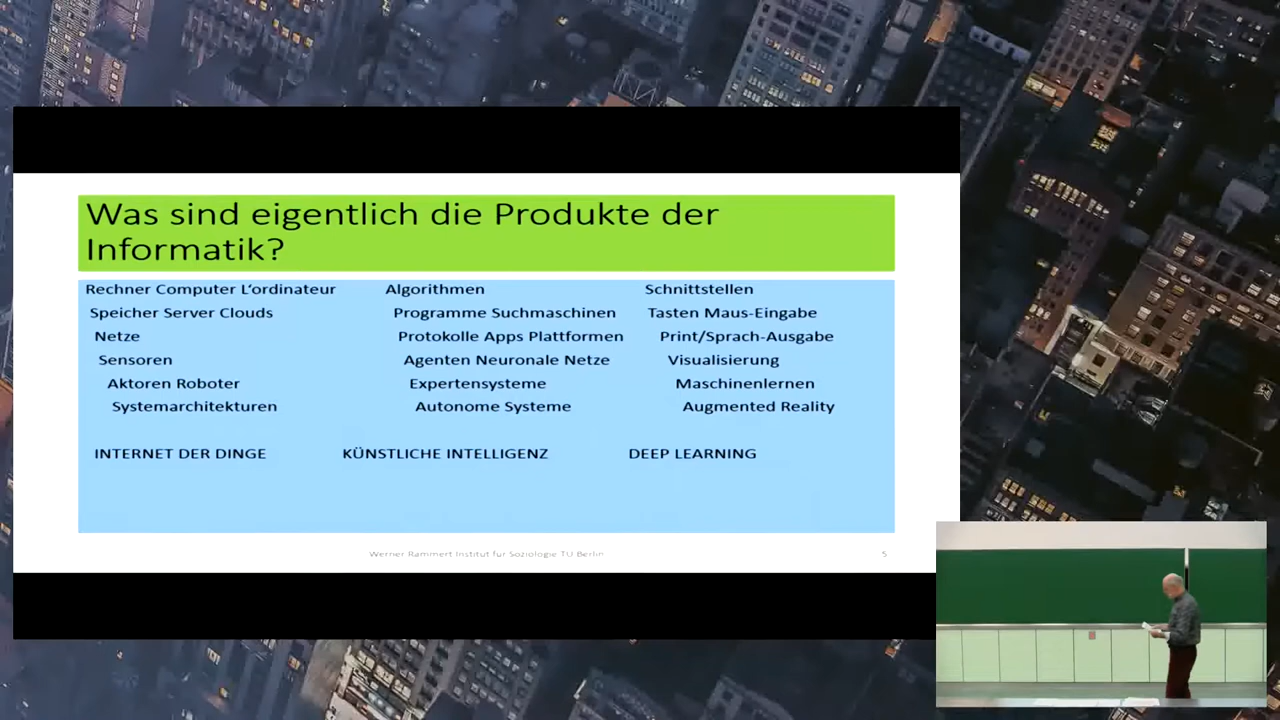 Was sind eigentlich die Produkte der
Informatik?
Rechner Computer L‘ordinateur Algorithmen Schnittstellen
Speicher Server Clouds Programme Suchmaschinen Tasten Maus-Eingabe
Netze Protokolle Apps Plattformen Print/Sprach-Ausgabe
Sensoren Agenten Neuronale Netze Visualisierung
Aktoren Roboter Expertensysteme Maschinenlernen
Systemarchitekturen Autonome Systeme Augmented Reality
INTERNET DER DINGE KÜNSTLICHE INTELLIGENZ DEEP LEARNING
Werner Rammert Institut für Soziologie TU Berlin 5